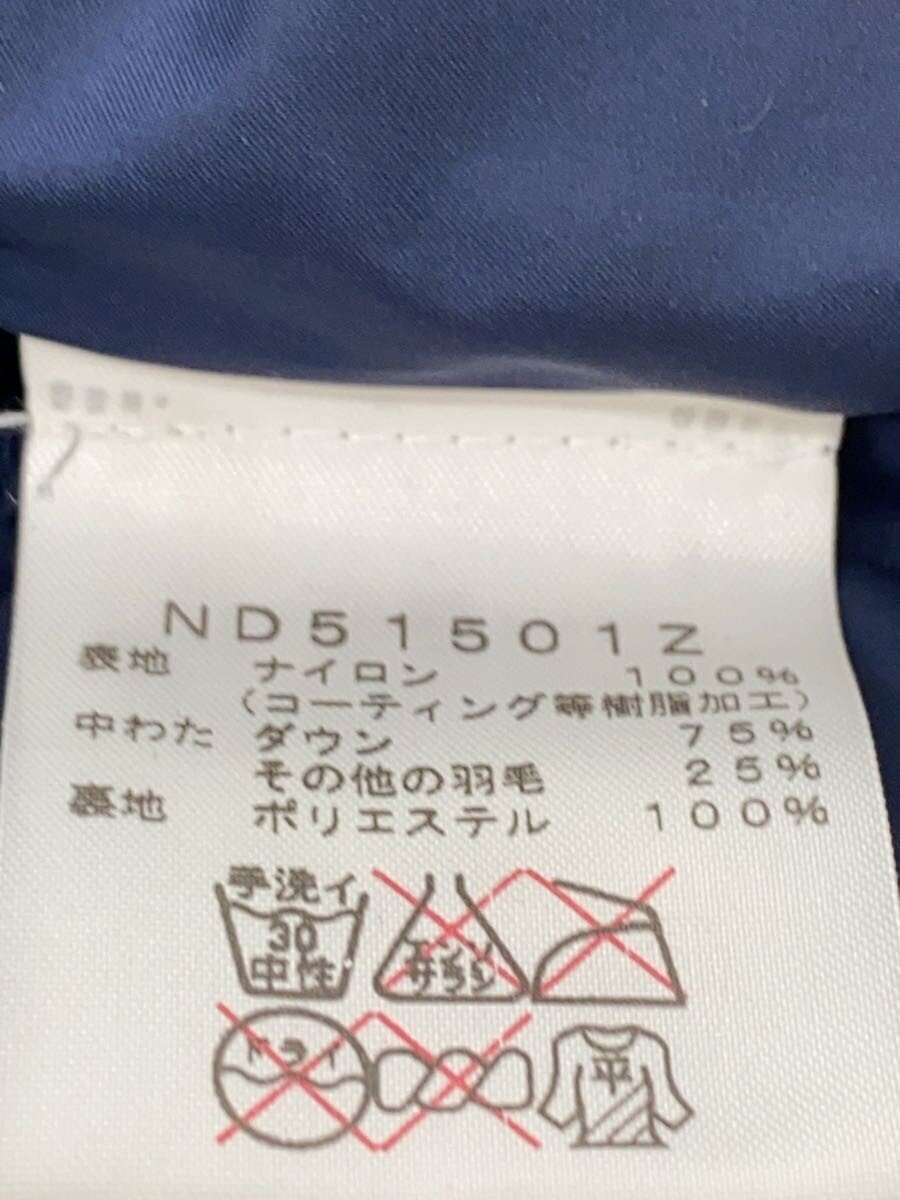 ND51501Z
表地 ナイロン 100%
(コーティング等樹脂加工)
中わた ダウン 75%
その他の羽毛 25%
裏地 ポリエステル 100%
手洗イ
30
中性
エンソ
サラシ
ドライ
平